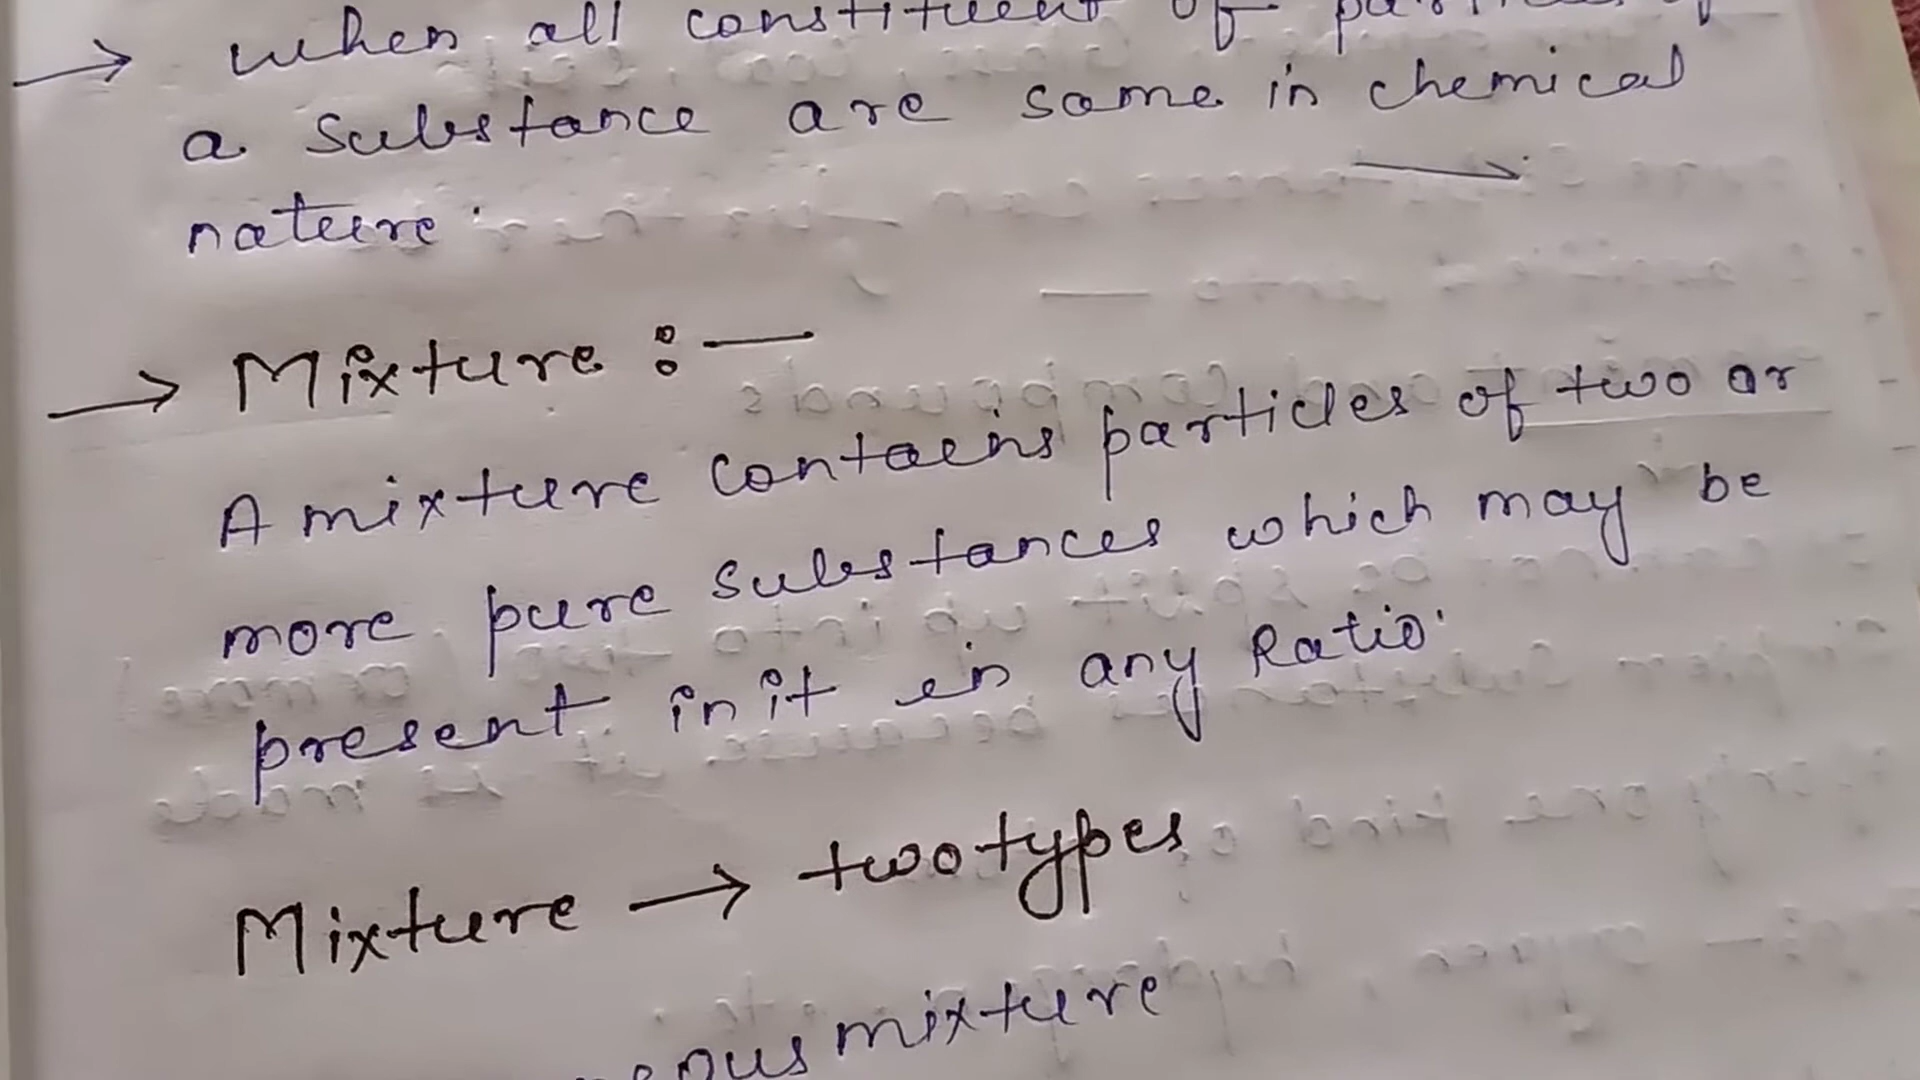 → when all constituent of
a substance are same in chemical
nature.
→ Mixture :—
A mixture contains particles of two or
more pure substances which may be
present in it in any Ratio.
Mixture → two types
mixture